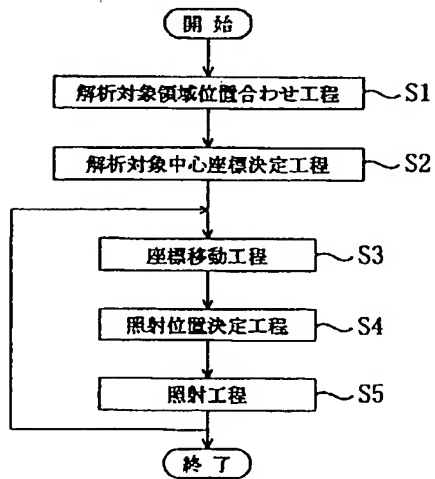 開始
解析対象領域位置合わせ工程 S1
解析対象中心座標決定工程 S2
座標移動工程 S3
照射位置決定工程 S4
照射工程 S5
終了